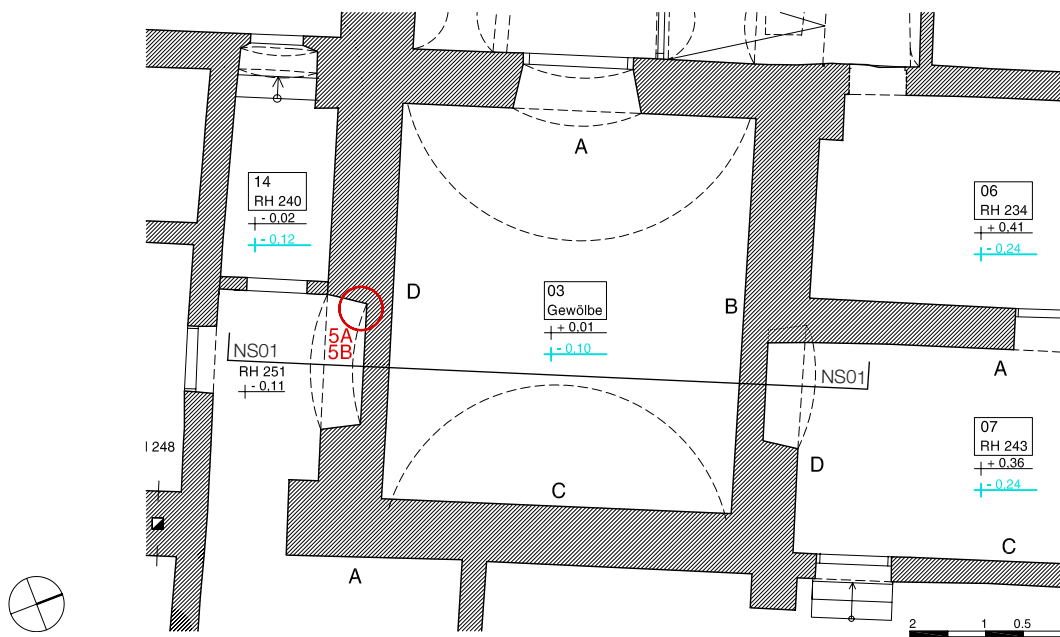 A
14
RH 240
- 0,02
- 0,12
06
RH 234
+ 0,41
- 0,24
D
03
Gewölbe
+ 0,01
- 0,10
B
5A
5B
NS01
RH 251
- 0,11
NS01
A
248
07
RH 243
+ 0,36
- 0,24
D
C
C
A
2 1 0.5